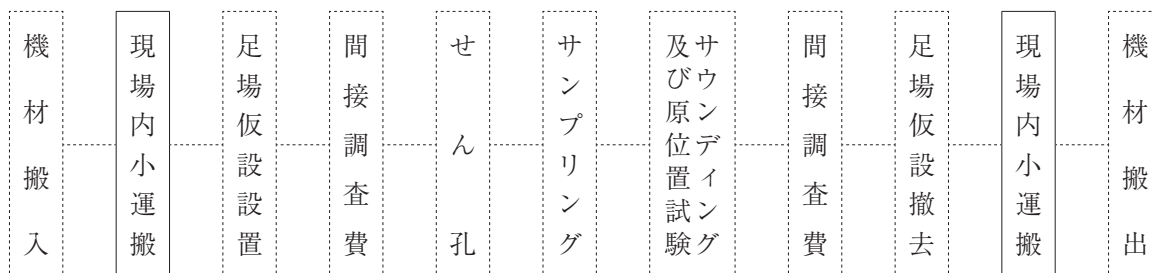 機材搬入
現場内小運搬
足場仮設設置
間接調査費
せん孔
サンプリング
サウンディング
及び原位置試験
間接調査費
足場仮設撤去
現場内小運搬
機材搬出